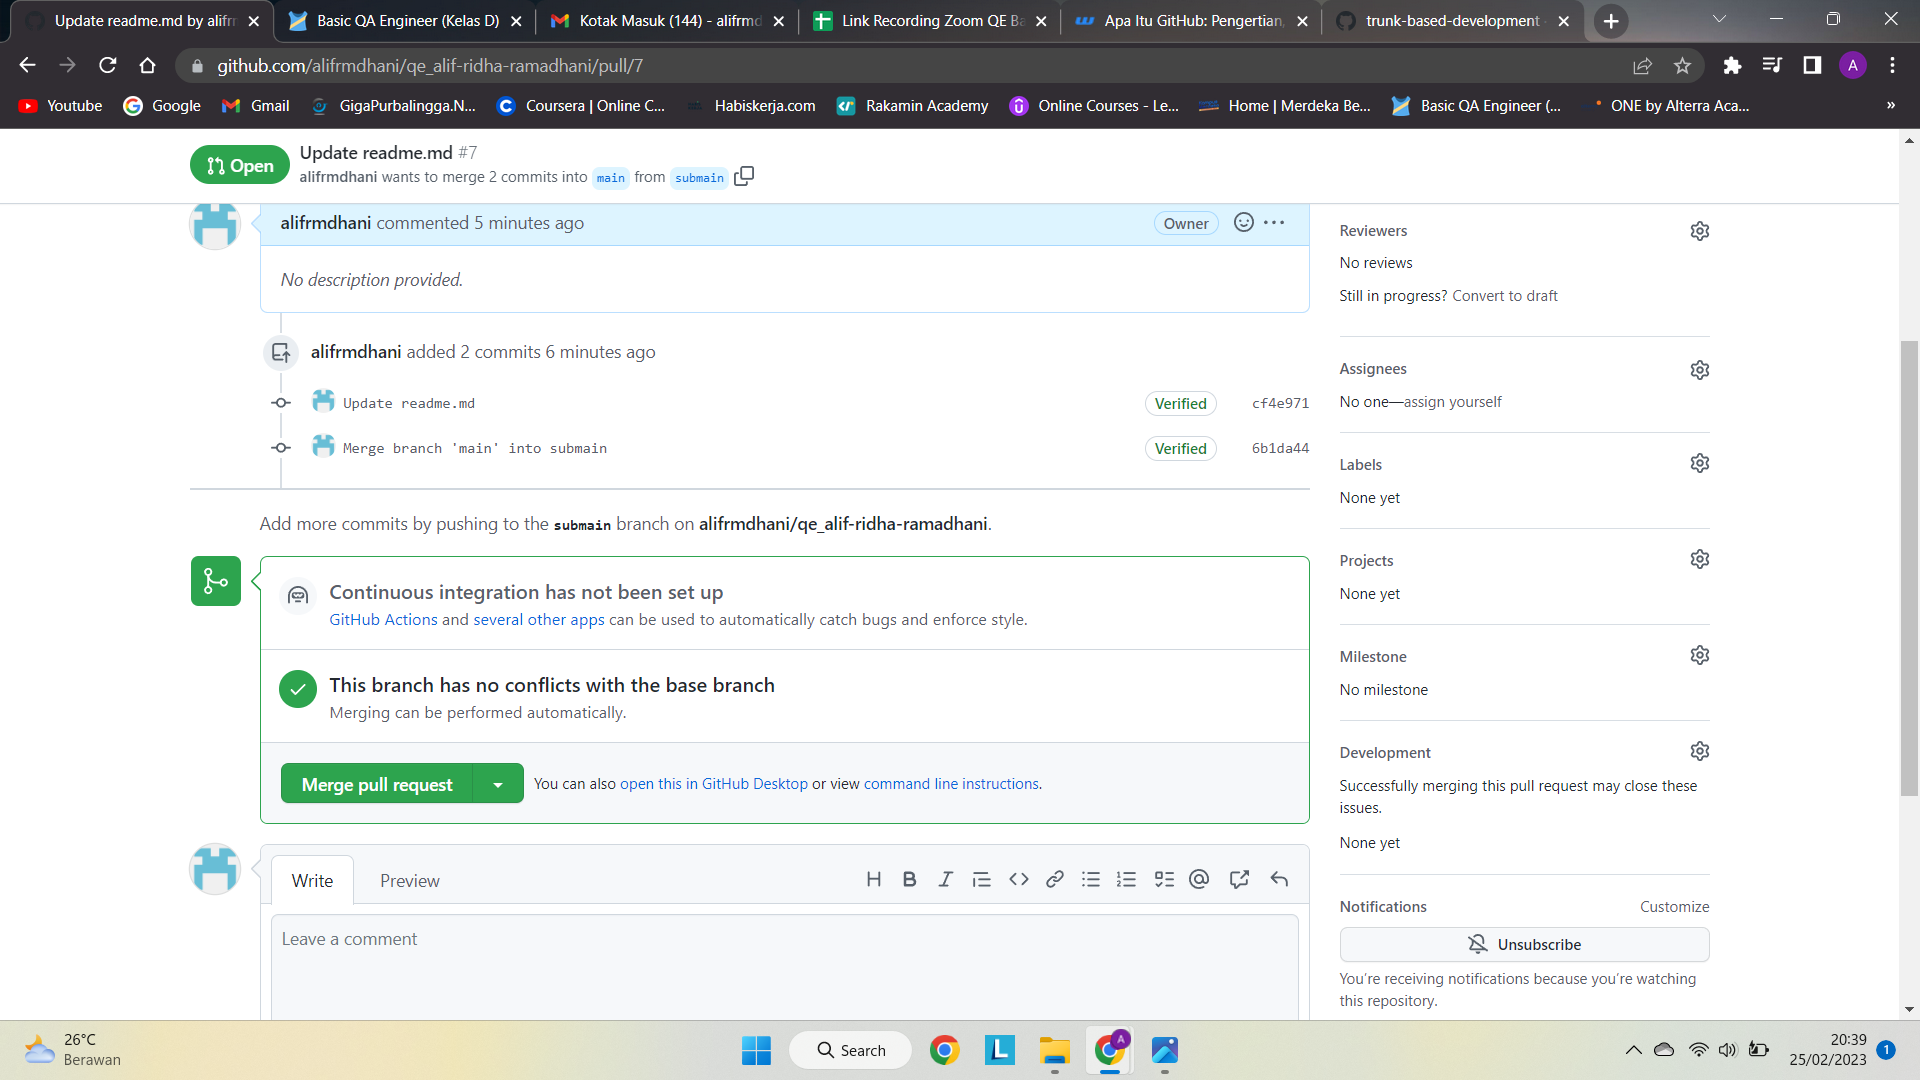 Update readme.md by alifr
Basic QA Engineer (Kelas D)
Kotak Masuk (144) - alifrmd
Link Recording Zoom QE Ba
Apa Itu GitHub: Pengertian,
trunk-based-development
github.com/alifrmdhani/qe_alif-ridha-ramadhani/pull/7
A
Youtube
Google
Gmail
GigaPurbalingga.N...
Coursera | Online C...
Habiskerja.com
Rakamin Academy
Online Courses - Le...
Home | Merdeka Be...
Basic QA Engineer (...
ONE by Alterra Aca...
»
Open
Update readme.md #7
alifrmdhani wants to merge 2 commits into main from submain
alifrmdhani commented 5 minutes ago
Owner
No description provided.
alifrmdhani added 2 commits 6 minutes ago
Update readme.md
Verified
cf4e971
Merge branch 'main' into submain
Verified
6b1da44
Add more commits by pushing to the submain branch on alifrmdhani/qe_alif-ridha-ramadhani.
Continuous integration has not been set up
GitHub Actions and several other apps can be used to automatically catch bugs and enforce style.
This branch has no conflicts with the base branch
Merging can be performed automatically.
Merge pull request
You can also open this in GitHub Desktop or view command line instructions.
Write
Preview
Leave a comment
Reviewers
No reviews
Still in progress? Convert to draft
Assignees
No one—assign yourself
Labels
None yet
Projects
None yet
Milestone
No milestone
Development
Successfully merging this pull request may close these
issues.
None yet
Notifications
Customize
Unsubscribe
You're receiving notifications because you're watching
this repository.
26°C
Berawan
Search
L
A
20:39
25/02/2023
1